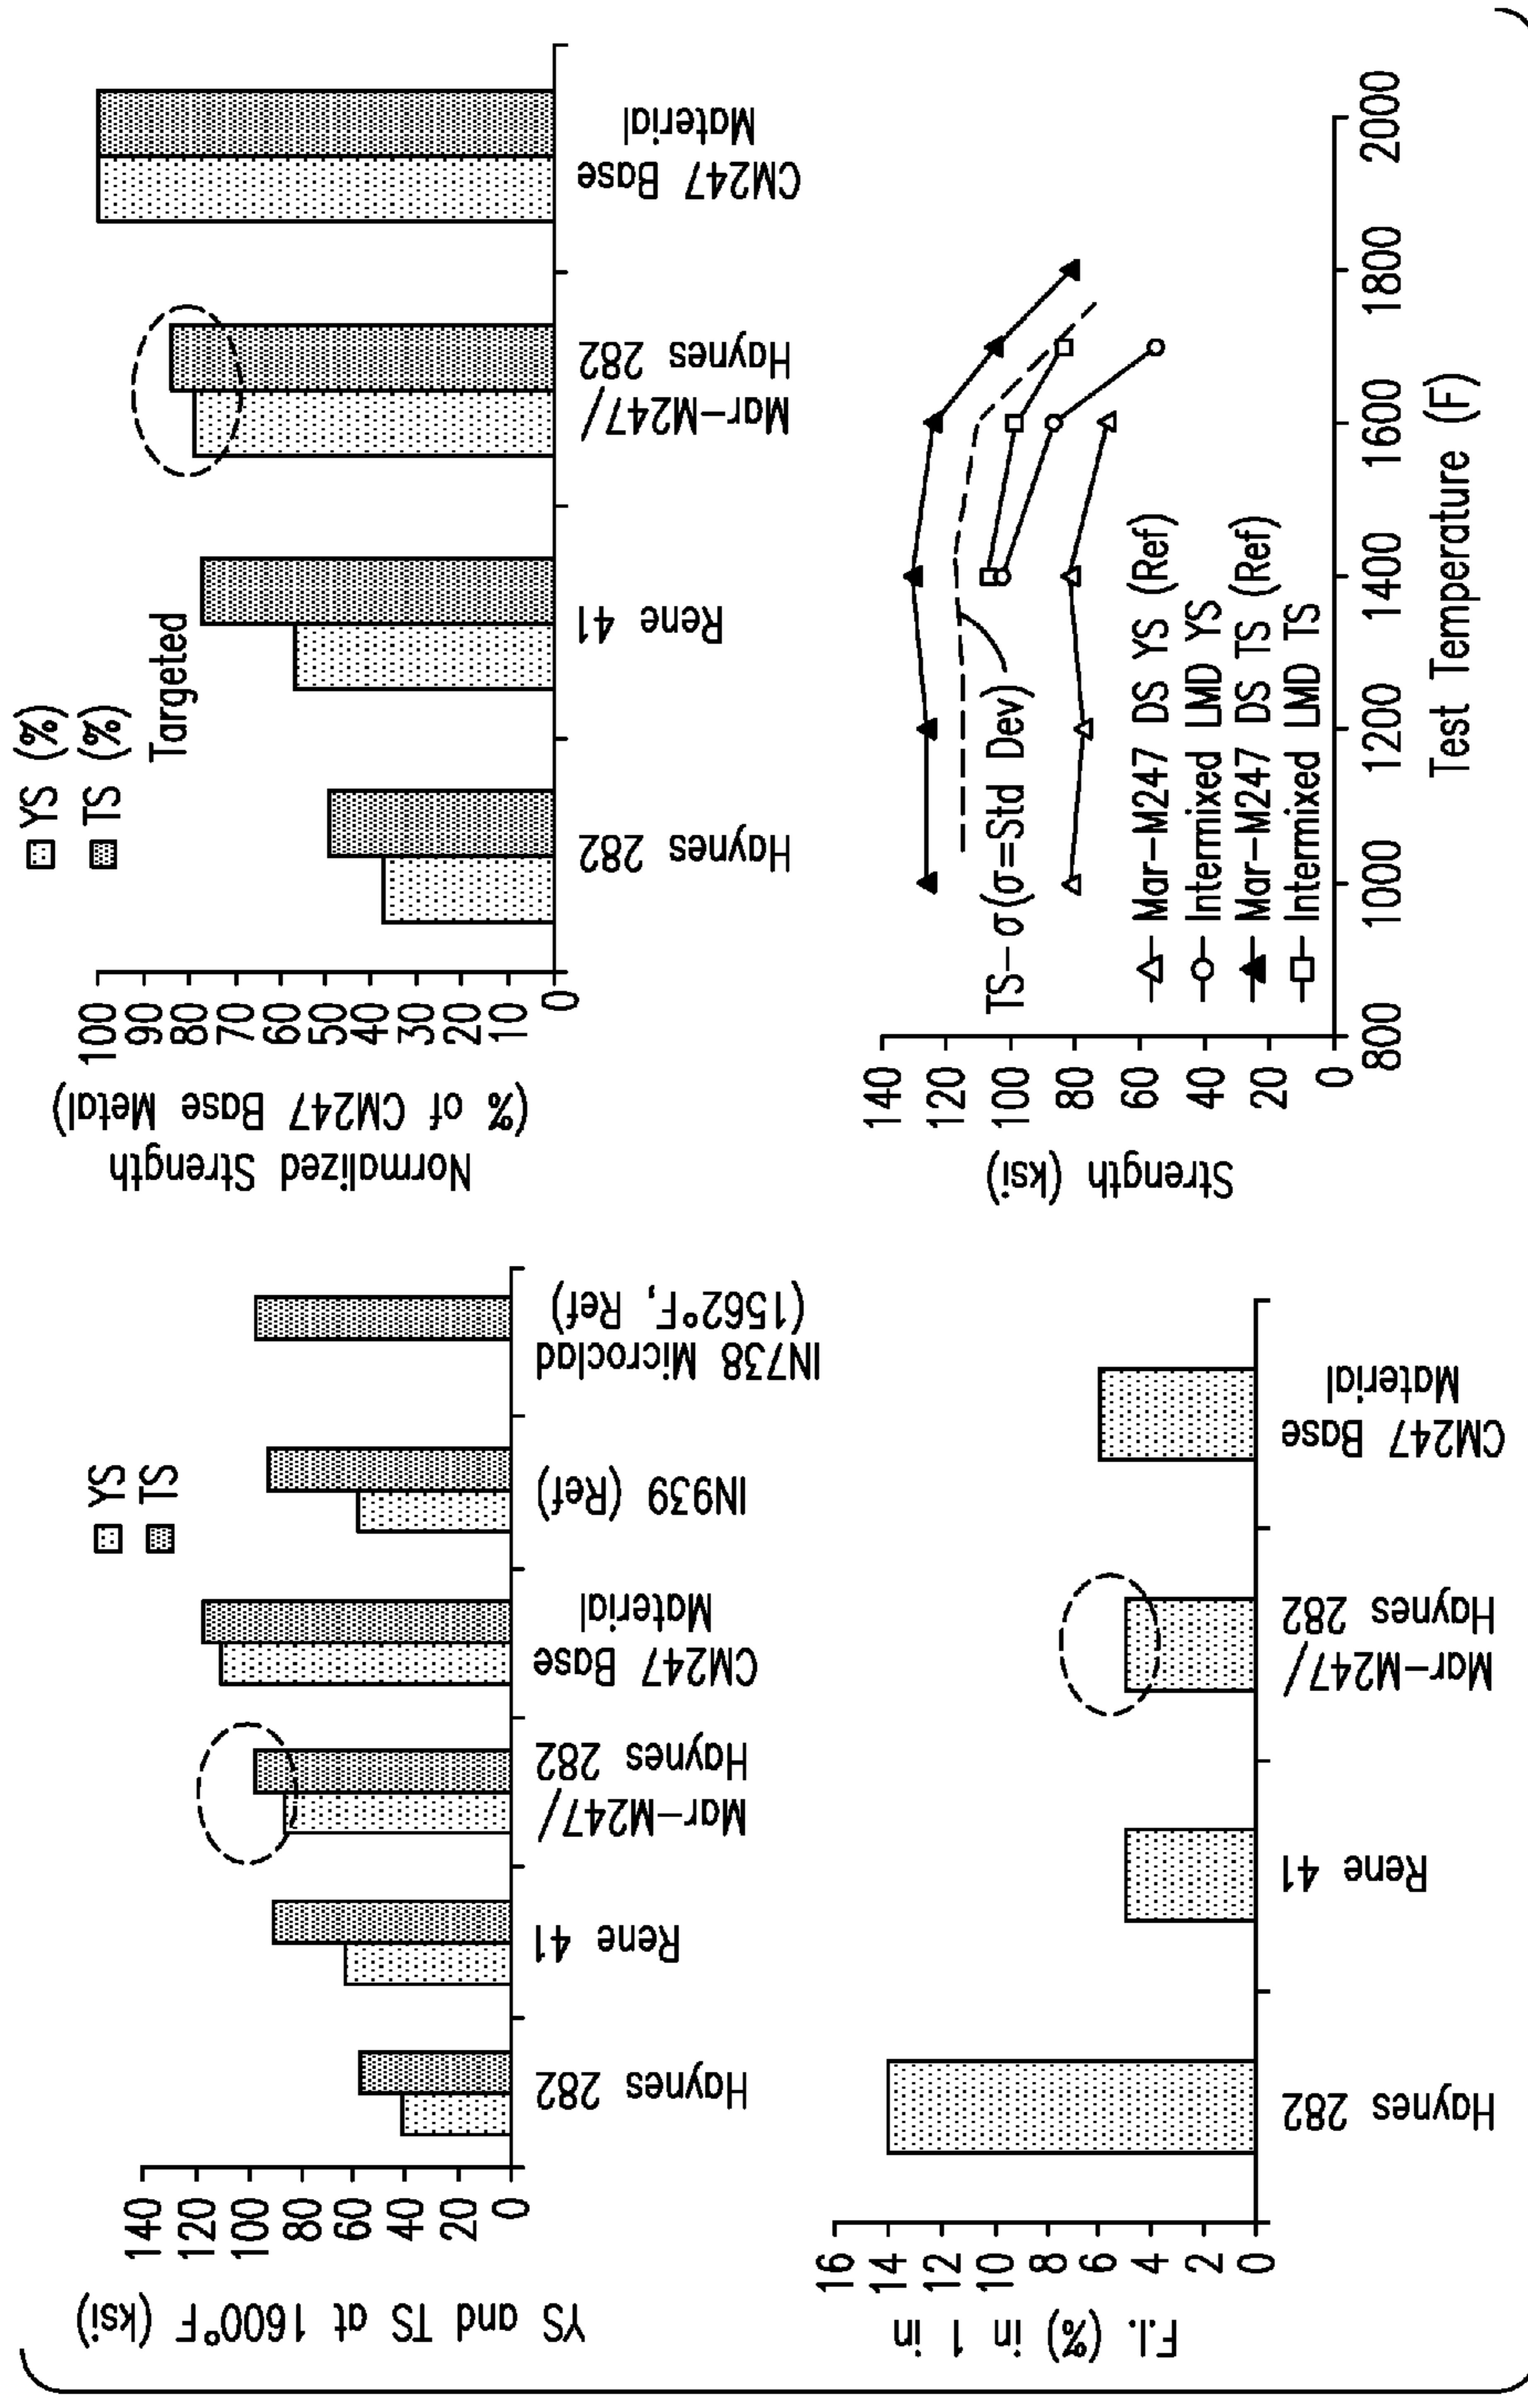 YS and TS at 1600°F (ksi)
140
120
100
80
60
40
20
0
YS
TS
Haynes 282
Rene 41
Mar-M247/
Haynes 282
CM247 Base
Material
IN939 (Ref)
IN738 Microclad
(1562°F, Ref)
Normalized Strength
(% of CM247 Base Metal)
100
90
80
70
60
50
40
30
20
10
0
YS (%)
TS (%)
Targeted
Haynes 282
Rene 41
Mar-M247/
Haynes 282
CM247 Base
Material
F.l. (%) in 1 in
16
14
12
10
8
6
4
2
0
Haynes 282
Rene 41
Mar-M247/
Haynes 282
CM247 Base
Material
Strength (ksi)
140
120
100
80
60
40
20
0
TS-σ(σ=Std Dev)
Mar-M247 DS YS (Ref)
Intermixed LMD YS
Mar-M247 DS TS (Ref)
Intermixed LMD TS
800
1000
1200
1400
1600
1800
2000
Test Temperature (F)